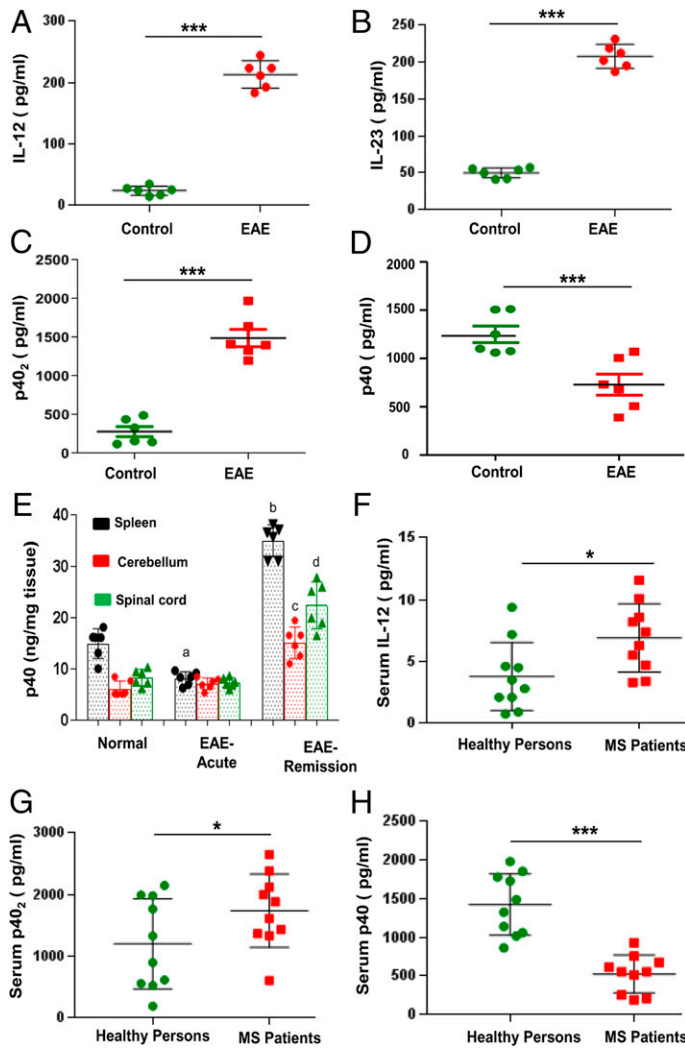 A
***
IL-12 ( pg/ml)
300
200
100
0
Control
EAE
B
***
IL-23 ( pg/ml)
250
200
150
100
50
0
Control
EAE
C
***
p40₂ ( pg/ml)
2500
2000
1500
1000
500
0
Control
EAE
D
***
p40 ( pg/ml)
2000
1500
1000
500
0
Control
EAE
E
p40 (ng/mg tissue)
40
30
20
10
0
Spleen
Cerebellum
Spinal cord
a
b
c
d
Normal
EAE-
Acute
EAE-
Remission
F
*
Serum IL-12 ( pg/ml)
15
10
5
0
Healthy Persons
MS Patients
G
*
Serum p40₂ ( pg/ml)
3000
2000
1000
0
Healthy Persons
MS Patients
H
***
Serum p40 ( pg/ml)
2500
2000
1500
1000
500
0
Healthy Persons
MS Patients